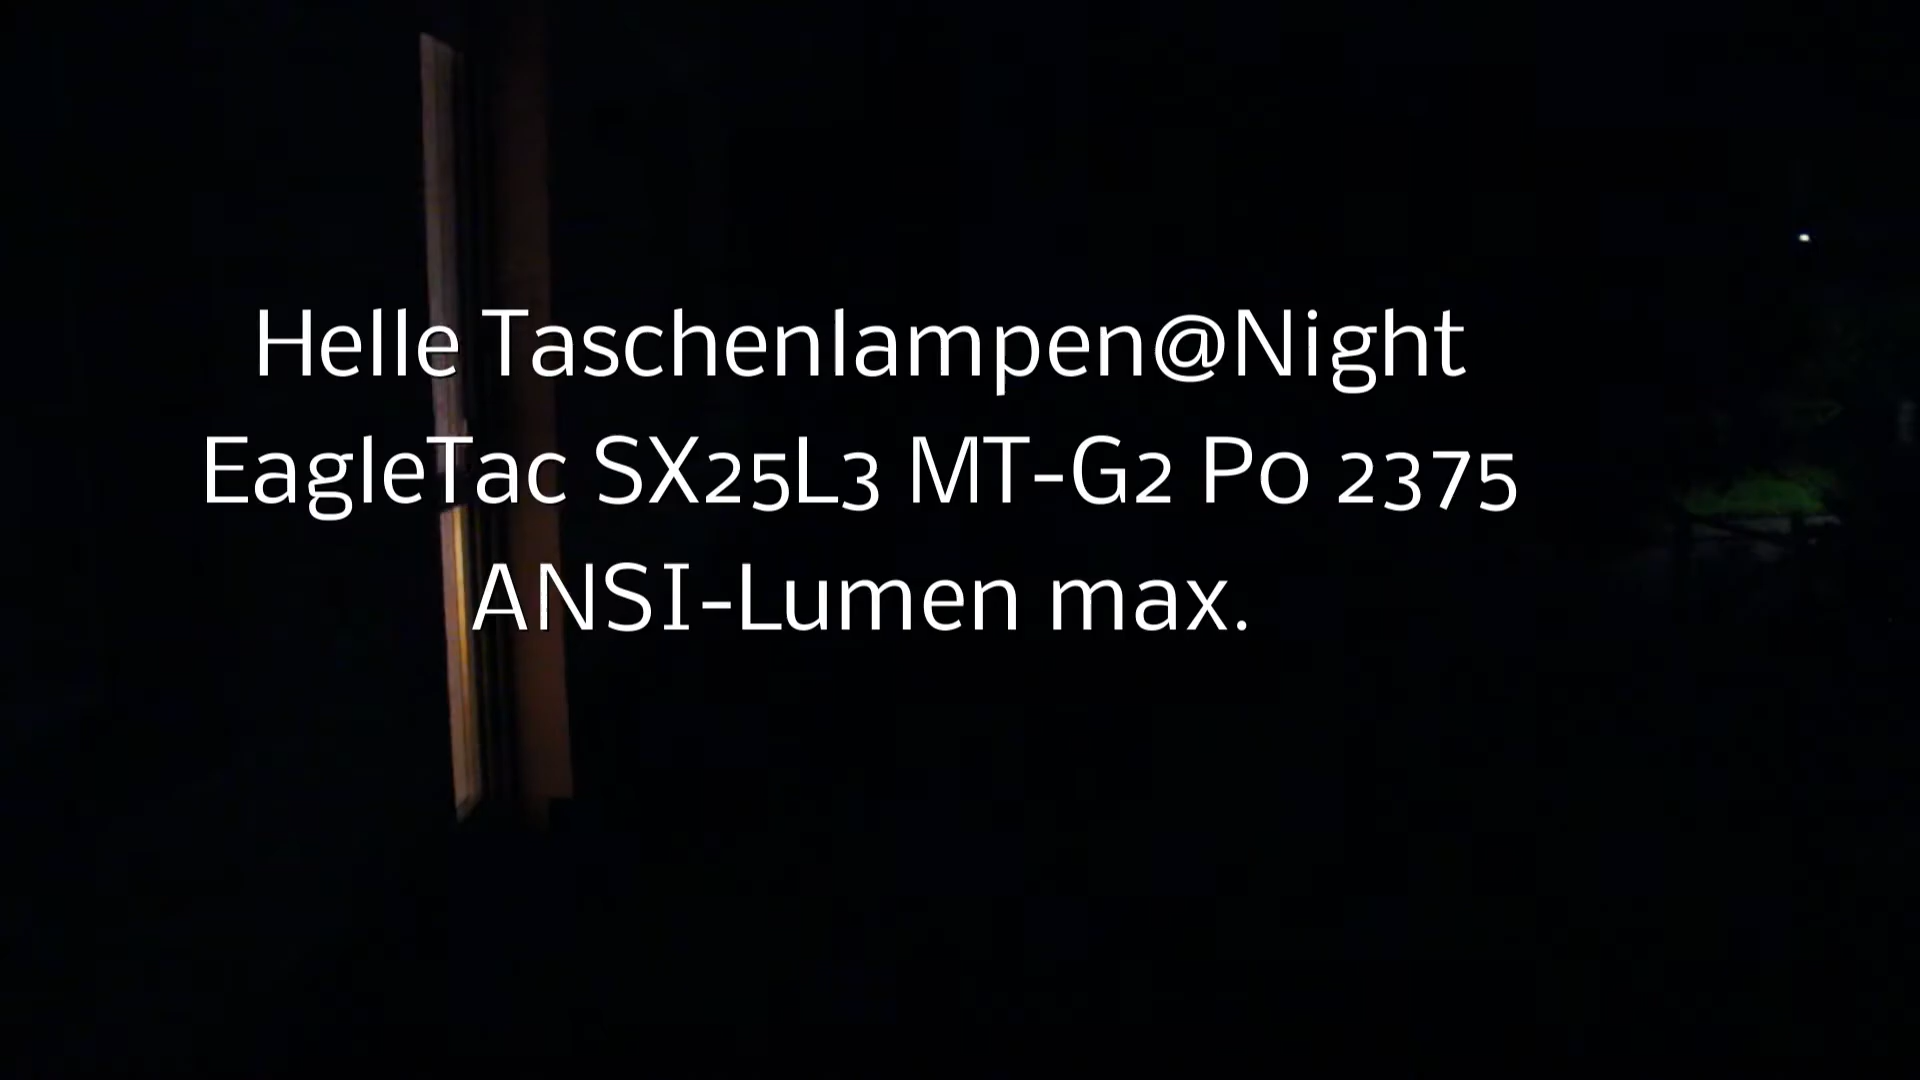 Helle Taschenlampen@Night
EagleTac SX25L3 MT-G2 P0 2375
ANSI-Lumen max.